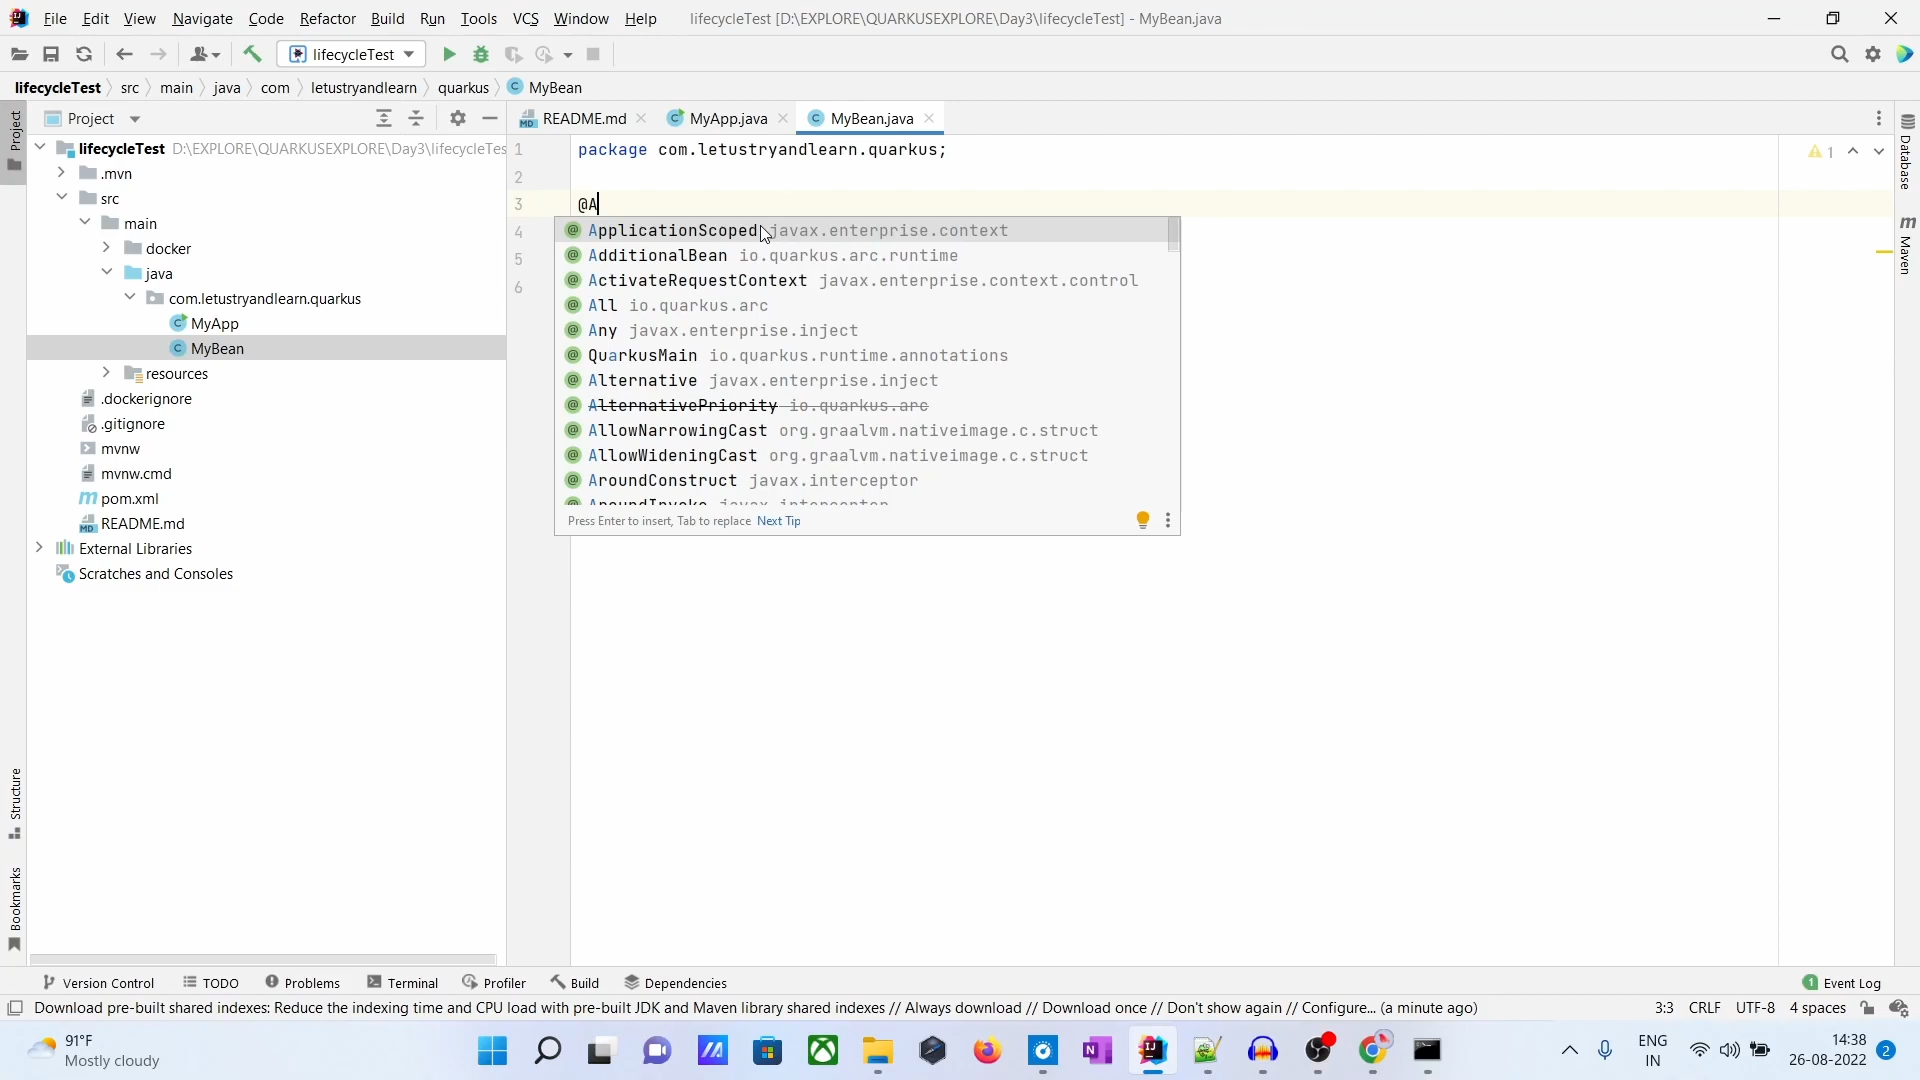 File Edit View Navigate Code Refactor Build Run Tools VCS Window Help lifecycleTest [D:\EXPLORE\QUARKUSEXPLORE\Day3\lifecycleTest] - MyBean.java
lifecycleTest
lifecycleTest src main java com letustryandlearn quarkus MyBean
Project
Project
README.md MyApp.java MyBean.java
lifecycleTest D:\EXPLORE\QUARKUSEXPLORE\Day3\lifecycleTes
.mvn
src
main
docker
java
com.letustryandlearn.quarkus
MyApp
MyBean
resources
.dockerignore
.gitignore
mvnw
mvnw.cmd
pom.xml
README.md
External Libraries
Scratches and Consoles
1 package com.letustryandlearn.quarkus;
2
3 @A
4
5
6
1
ApplicationScoped javax.enterprise.context
AdditionalBean io.quarkus.arc.runtime
ActivateRequestContext javax.enterprise.context.control
All io.quarkus.arc
Any javax.enterprise.inject
QuarkusMain io.quarkus.runtime.annotations
Alternative javax.enterprise.inject
AlternativePriority io.quarkus.arc
AllowNarrowingCast org.graalvm.nativeimage.c.struct
AllowWideningCast org.graalvm.nativeimage.c.struct
AroundConstruct javax.interceptor
AroundInvoke javax.interceptor
Press Enter to insert, Tab to replace Next Tip
Database
Maven
Structure
Bookmarks
Version Control TODO Problems Terminal Profiler Build Dependencies 1 Event Log
Download pre-built shared indexes: Reduce the indexing time and CPU load with pre-built JDK and Maven library shared indexes // Always download // Download once // Don't show again // Configure... (a minute ago) 3:3 CRLF UTF-8 4 spaces
91°F
Mostly cloudy
ENG
IN
14:38
26-08-2022
2